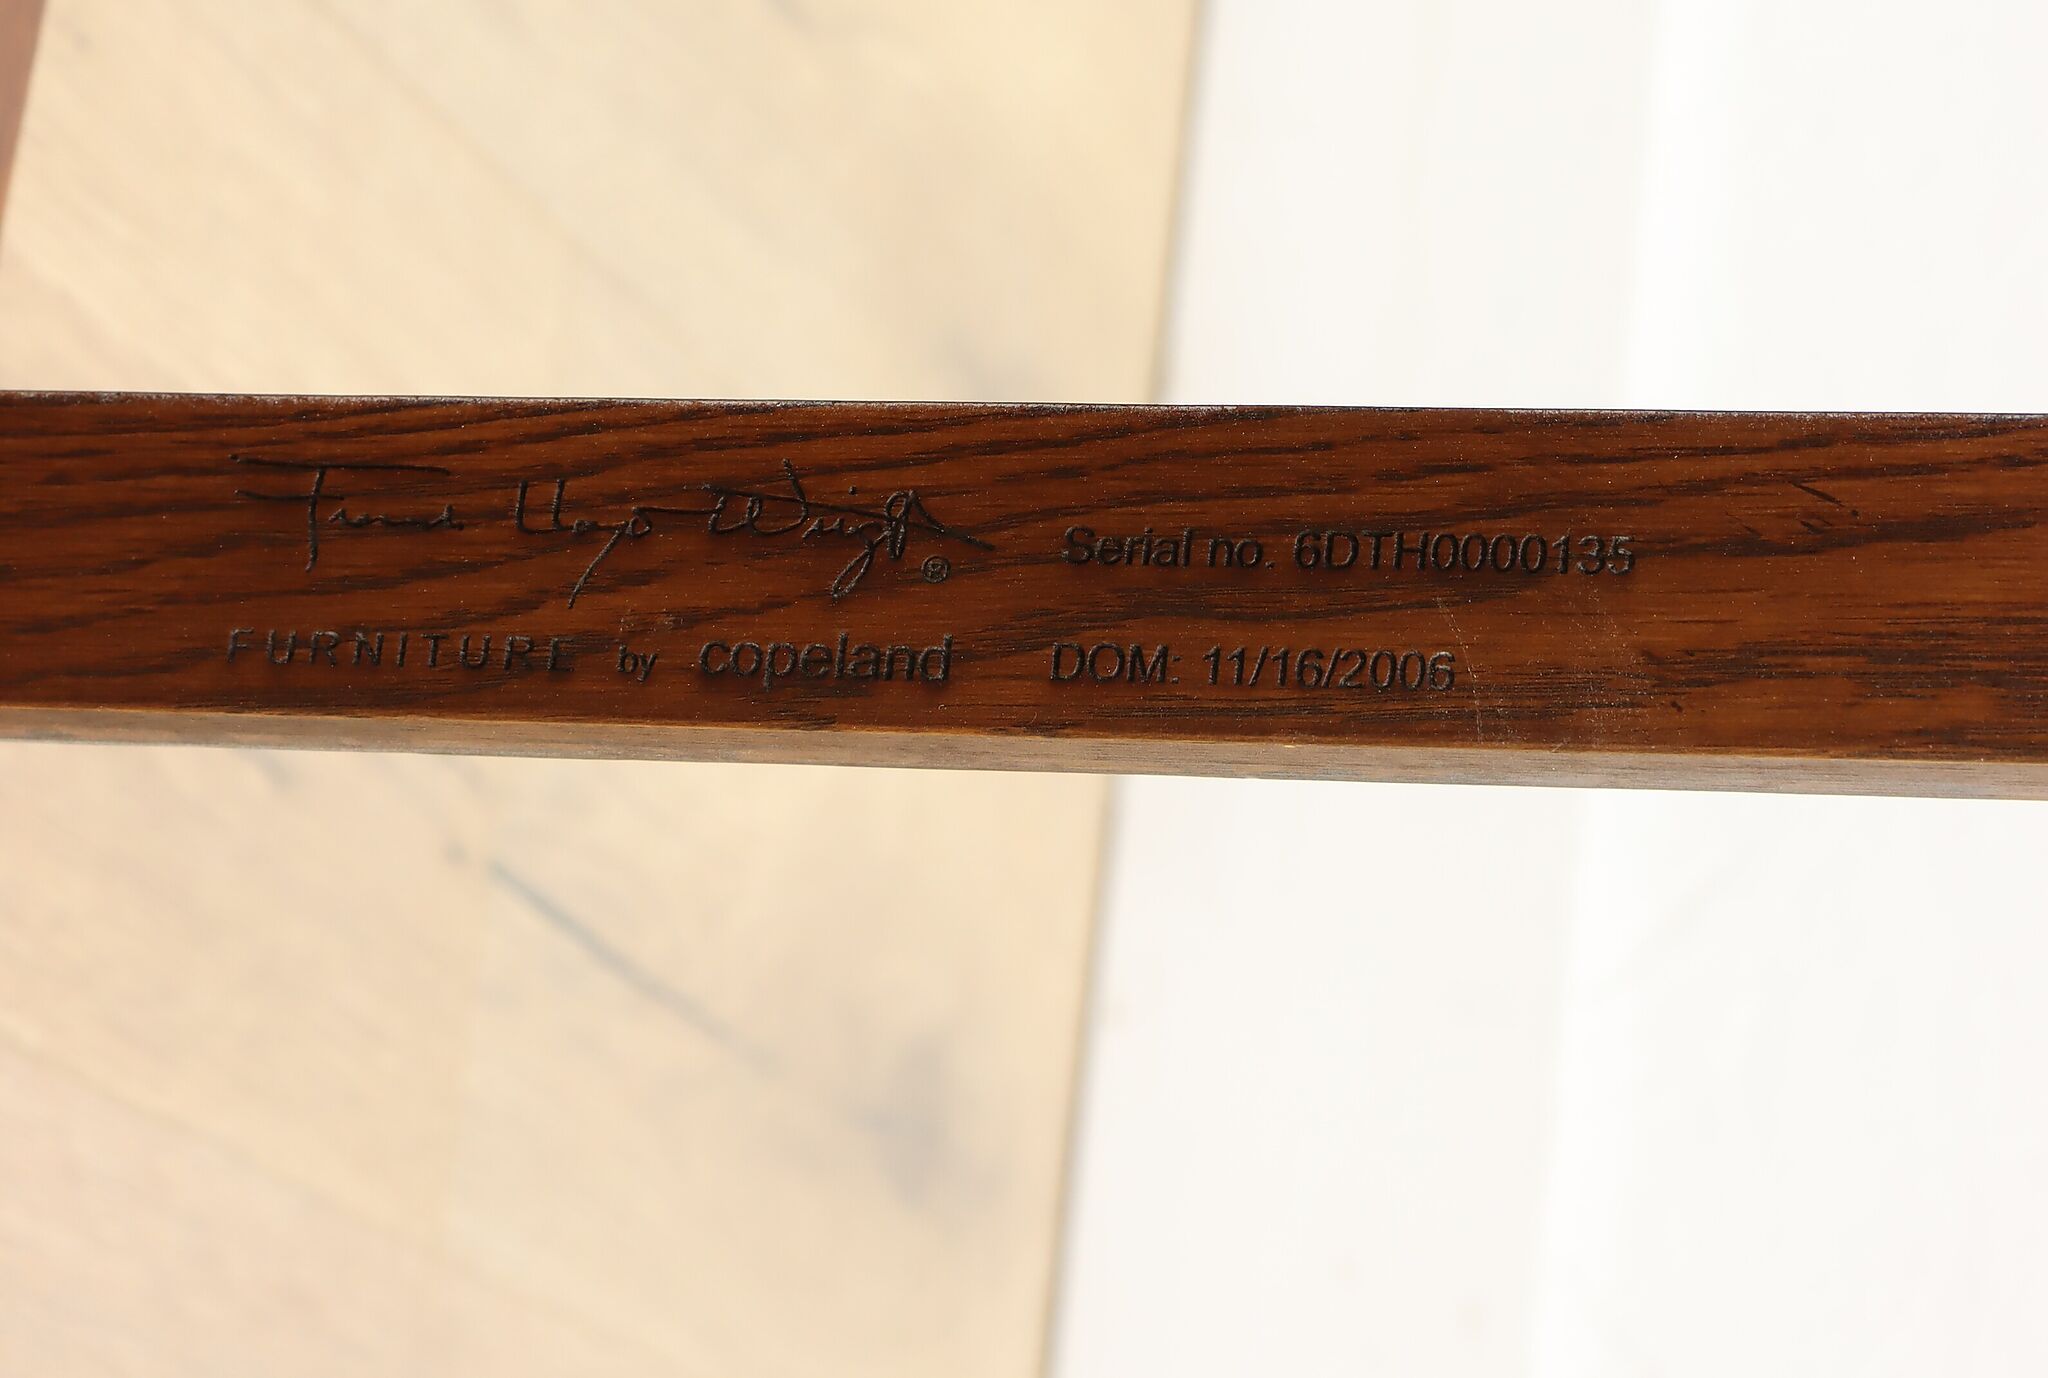 Frank Lloyd Wright ®
FURNITURE by copeland
Serial no. 6DTH0000135
DOM: 11/16/2006